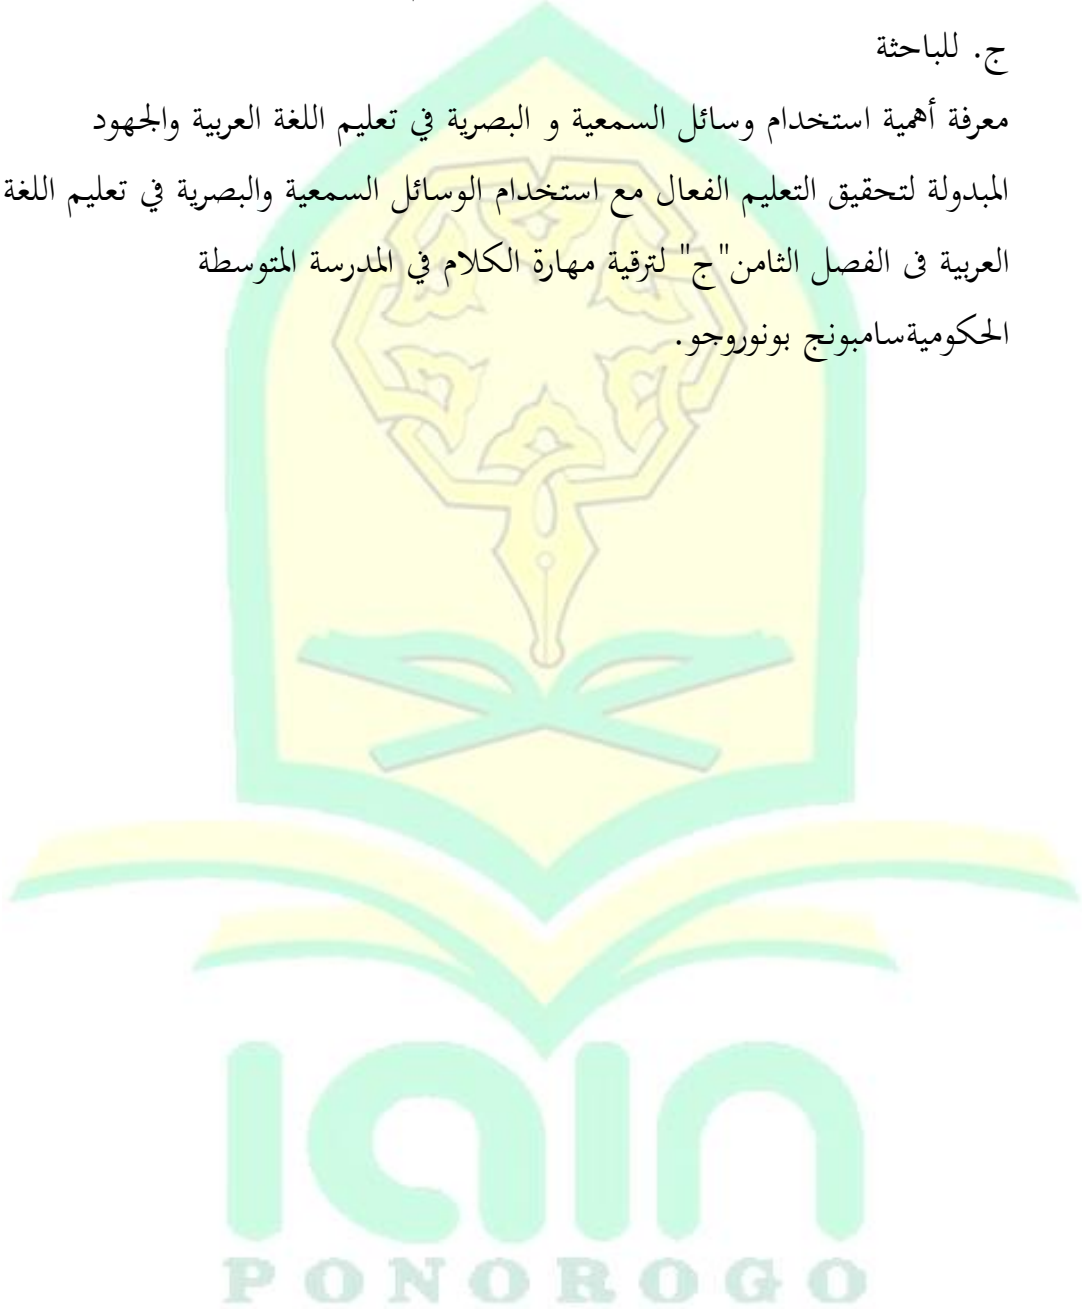 ج. للباحثة
معرفة أهمية استخدام وسائل السمعية و البصرية في تعليم اللغة العربية والجهود
المبدولة لتحقيق التعليم الفعال مع استخدام الوسائل السمعية والبصرية في تعليم اللغة
العربية فى الفصل الثامن"ج" لترقية مهارة الكلام في المدرسة المتوسطة
الحكوميةسامبونج بونوروجو.
iain
PONOROGO